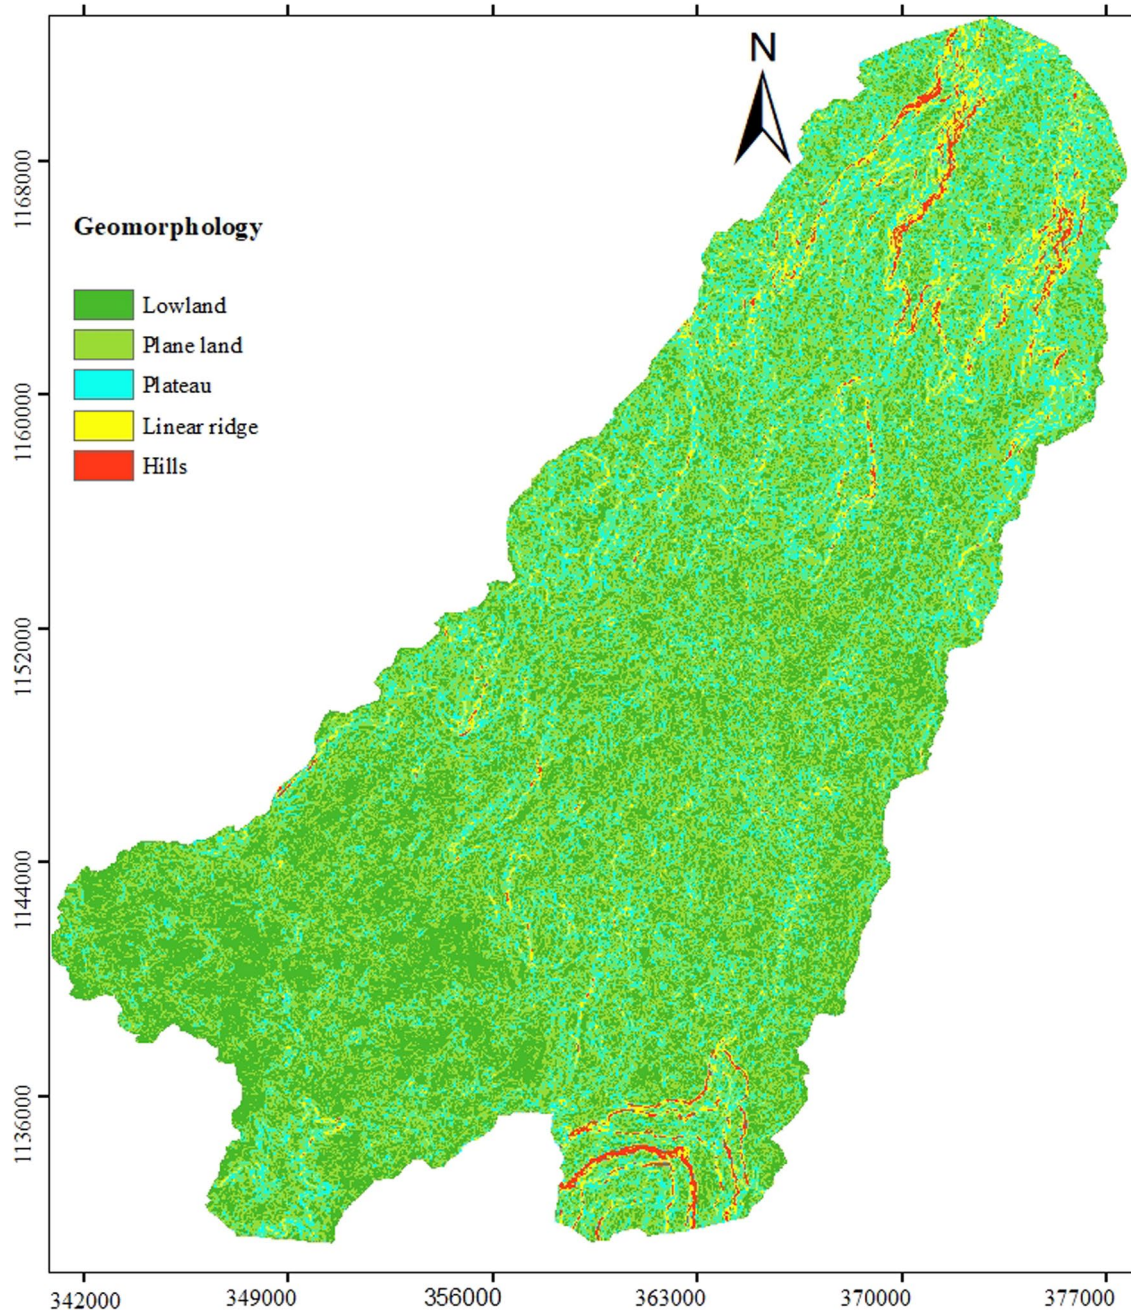 N
Geomorphology
Lowland
Plane land
Plateau
Linear ridge
Hills
1168000
1160000
1152000
1144000
1136000
342000 349000 356000 363000 370000 377000